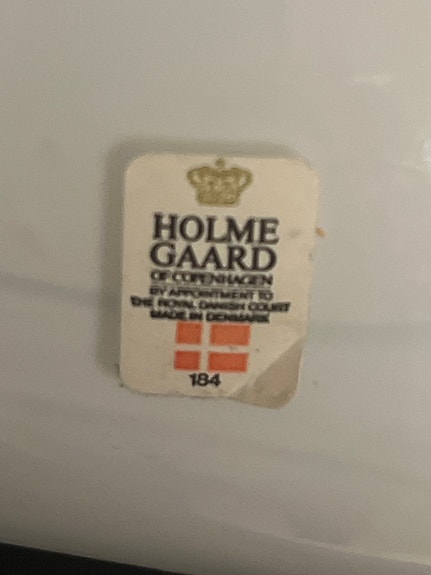 HOLME
GAARD
OF COPENHAGEN
BY APPOINTMENT TO
THE ROYAL DANISH COURT
MADE IN DENMARK
184